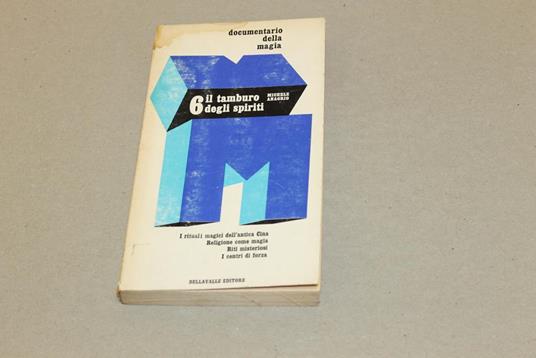 documentario
della
magia
6 il tamburo
degli spiriti
MICHELE
ANAGRIO
I rituali magici dell'antica Cina
Religione come magia
Riti misteriosi
I centri di forza
DELLAVALLE EDITORE